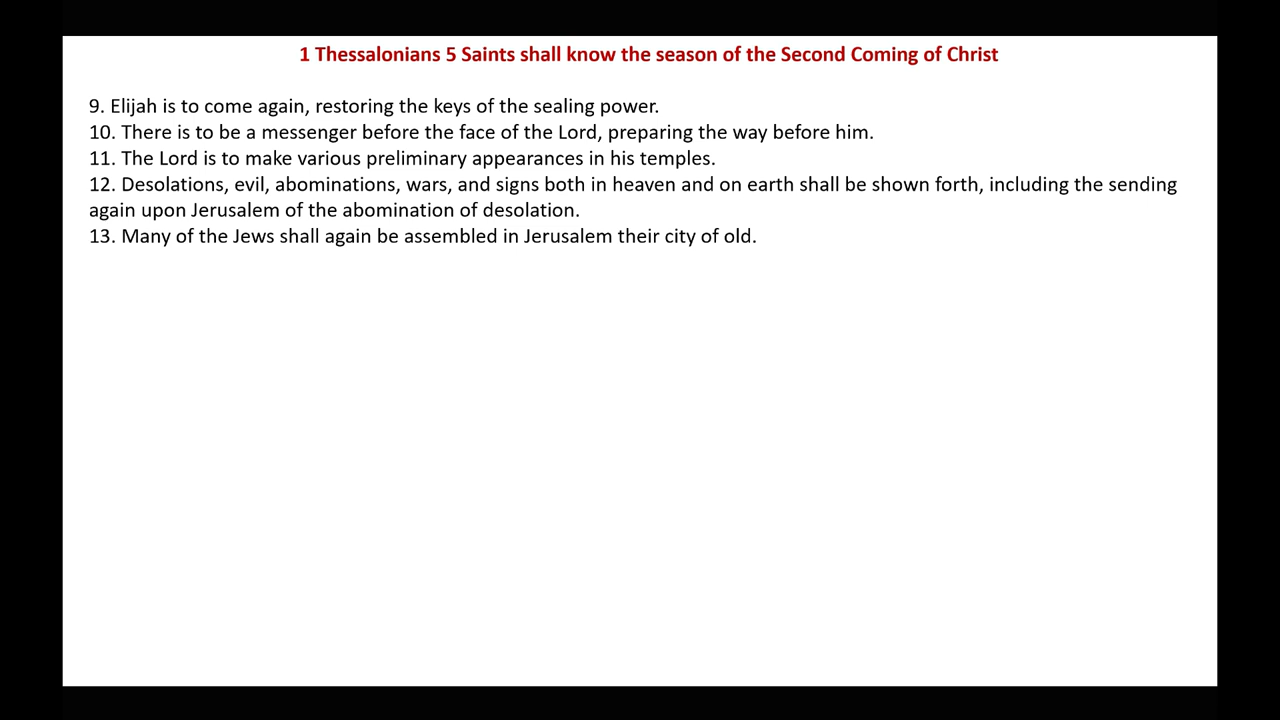 1 Thessalonians 5 Saints shall know the season of the Second Coming of Christ
9. Elijah is to come again, restoring the keys of the sealing power.
10. There is to be a messenger before the face of the Lord, preparing the way before him.
11. The Lord is to make various preliminary appearances in his temples.
12. Desolations, evil, abominations, wars, and signs both in heaven and on earth shall be shown forth, including the sending
again upon Jerusalem of the abomination of desolation.
13. Many of the Jews shall again be assembled in Jerusalem their city of old.